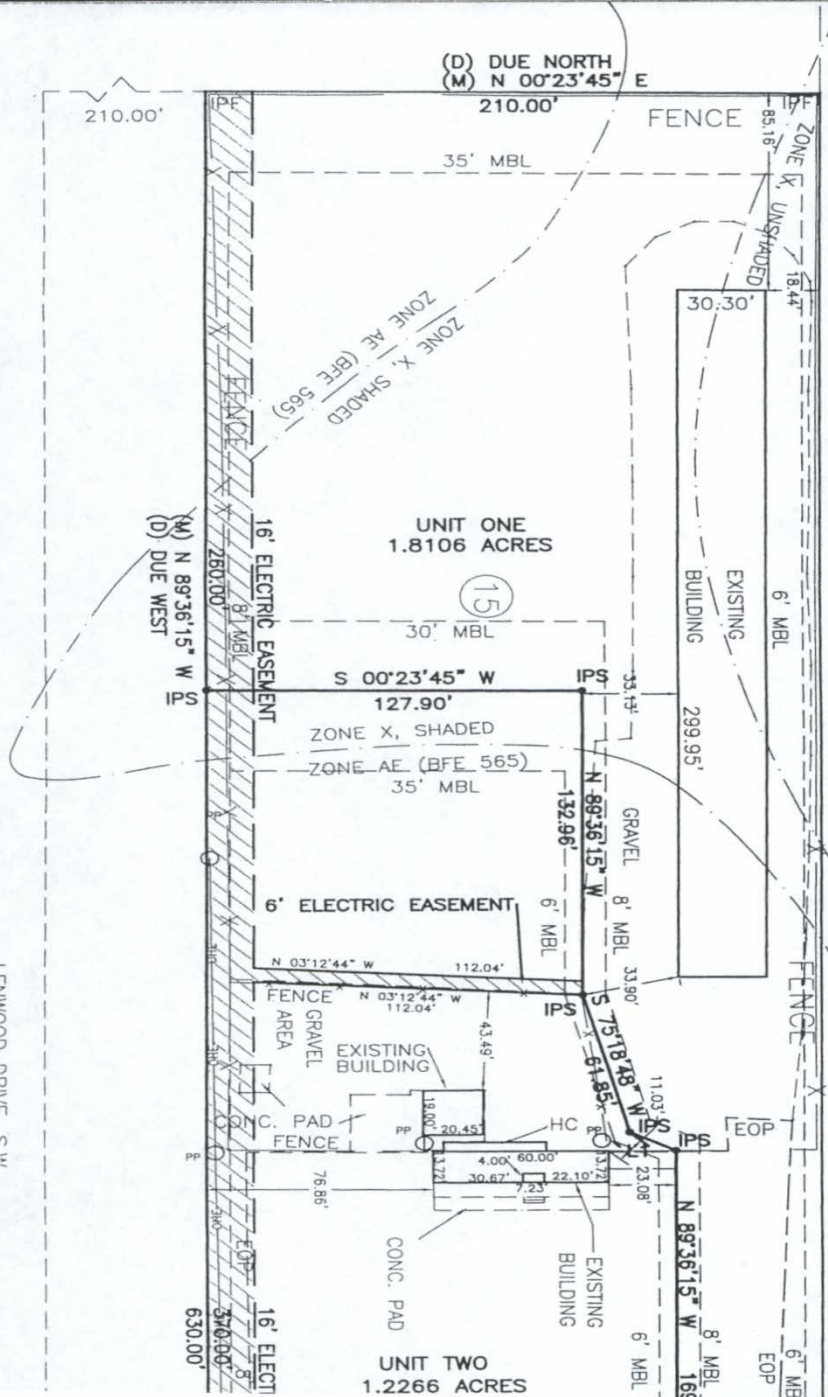 (D) DUE NORTH
(M) N 00°23'45" E
210.00'
IPF
210.00'
FENCE
IPF
85.16'
ZONE X, UNSHADED
35' MBL
18.44'
30.30'
ZONE AE (BFE 565)
ZONE X, SHADED
FENCE
UNIT ONE
1.8106 ACRES
15
EXISTING
BUILDING
6' MBL
299.95'
16' ELECTRIC EASEMENT
8' MBL
260.00'
(M) N 89°36'15" W
(D) DUE WEST
30' MBL
S 00°23'45" W
127.90'
IPS
IPS
33.13'
ZONE X, SHADED
ZONE AE (BFE 565)
35' MBL
N 89°36'15" W
132.96'
GRAVEL
8' MBL
6' MBL
PP
6' ELECTRIC EASEMENT
33.90'
FENCE
OHE
N 03°12'44" W
112.04'
N 03°12'44" W
112.04'
IPS
FENCE
GRAVEL
AREA
S 75°18'48" W
61.85'
43.49'
EXISTING
BUILDING
OHE
11.03'
IPS
IPS
EOP
CONC. PAD
FENCE
19.00'
20.45'
HC
PP
PP
PP
13.72'
4.00'
60.00'
13.72'
30.67'
22.10'
7.23'
23.08'
76.86'
OHE
EOP
CONC. PAD
EXISTING
BUILDING
N 89°36'15" W
8' MBL
6' MBL
EOP
16' ELECT
370.00'
630.00'
8'
UNIT TWO
1.2266 ACRES